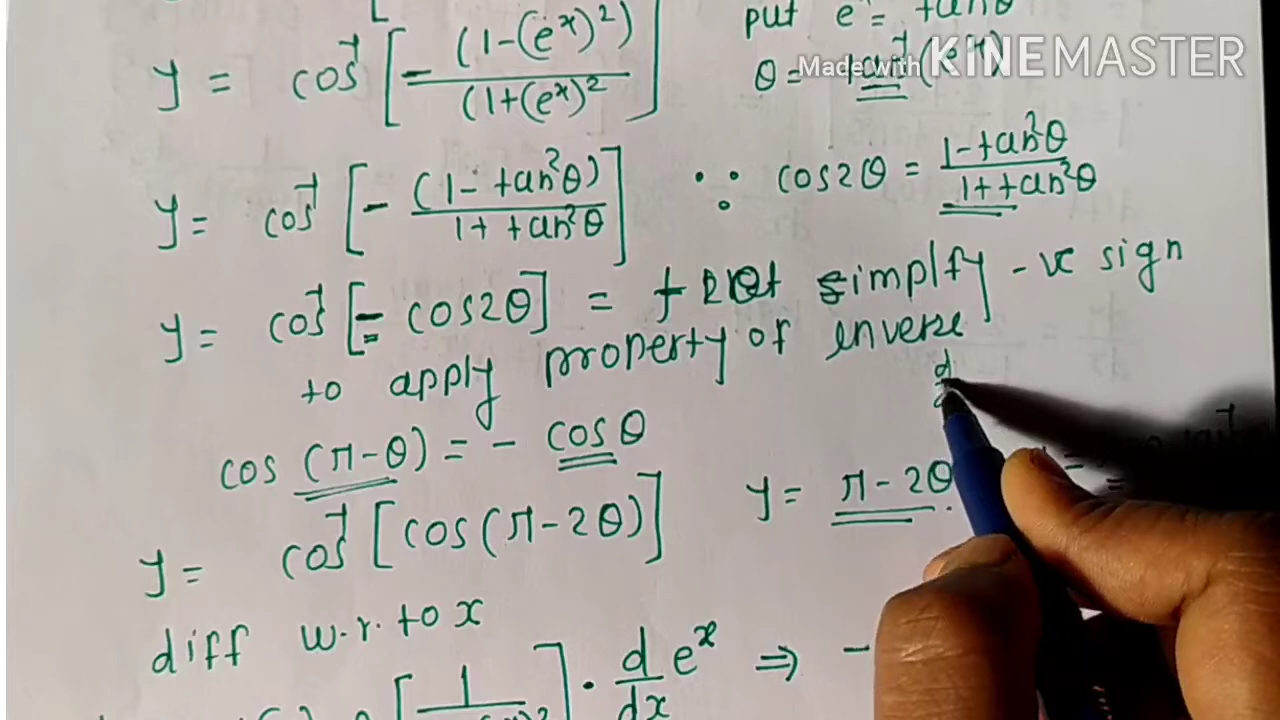 y = cos⁻¹ [ - (1-(eˣ)²) / (1+(eˣ)² ]
put eˣ = tanθ
θ = tan⁻¹(eˣ)
Made with KINEMASTER
y = cos⁻¹ [ - (1-tan²θ) / 1+tan²θ ] ∵ cos2θ = 1-tan²θ / 1++an²θ
y = cos⁻¹ [ - cos2θ ] = simplfy -ve sign
to apply property of inverse
cos (π-θ) = - cosθ
y = cos⁻¹ [cos(π-2θ)] y = π-2θ
diff w.r.to x
d/dx eˣ ⇒ -